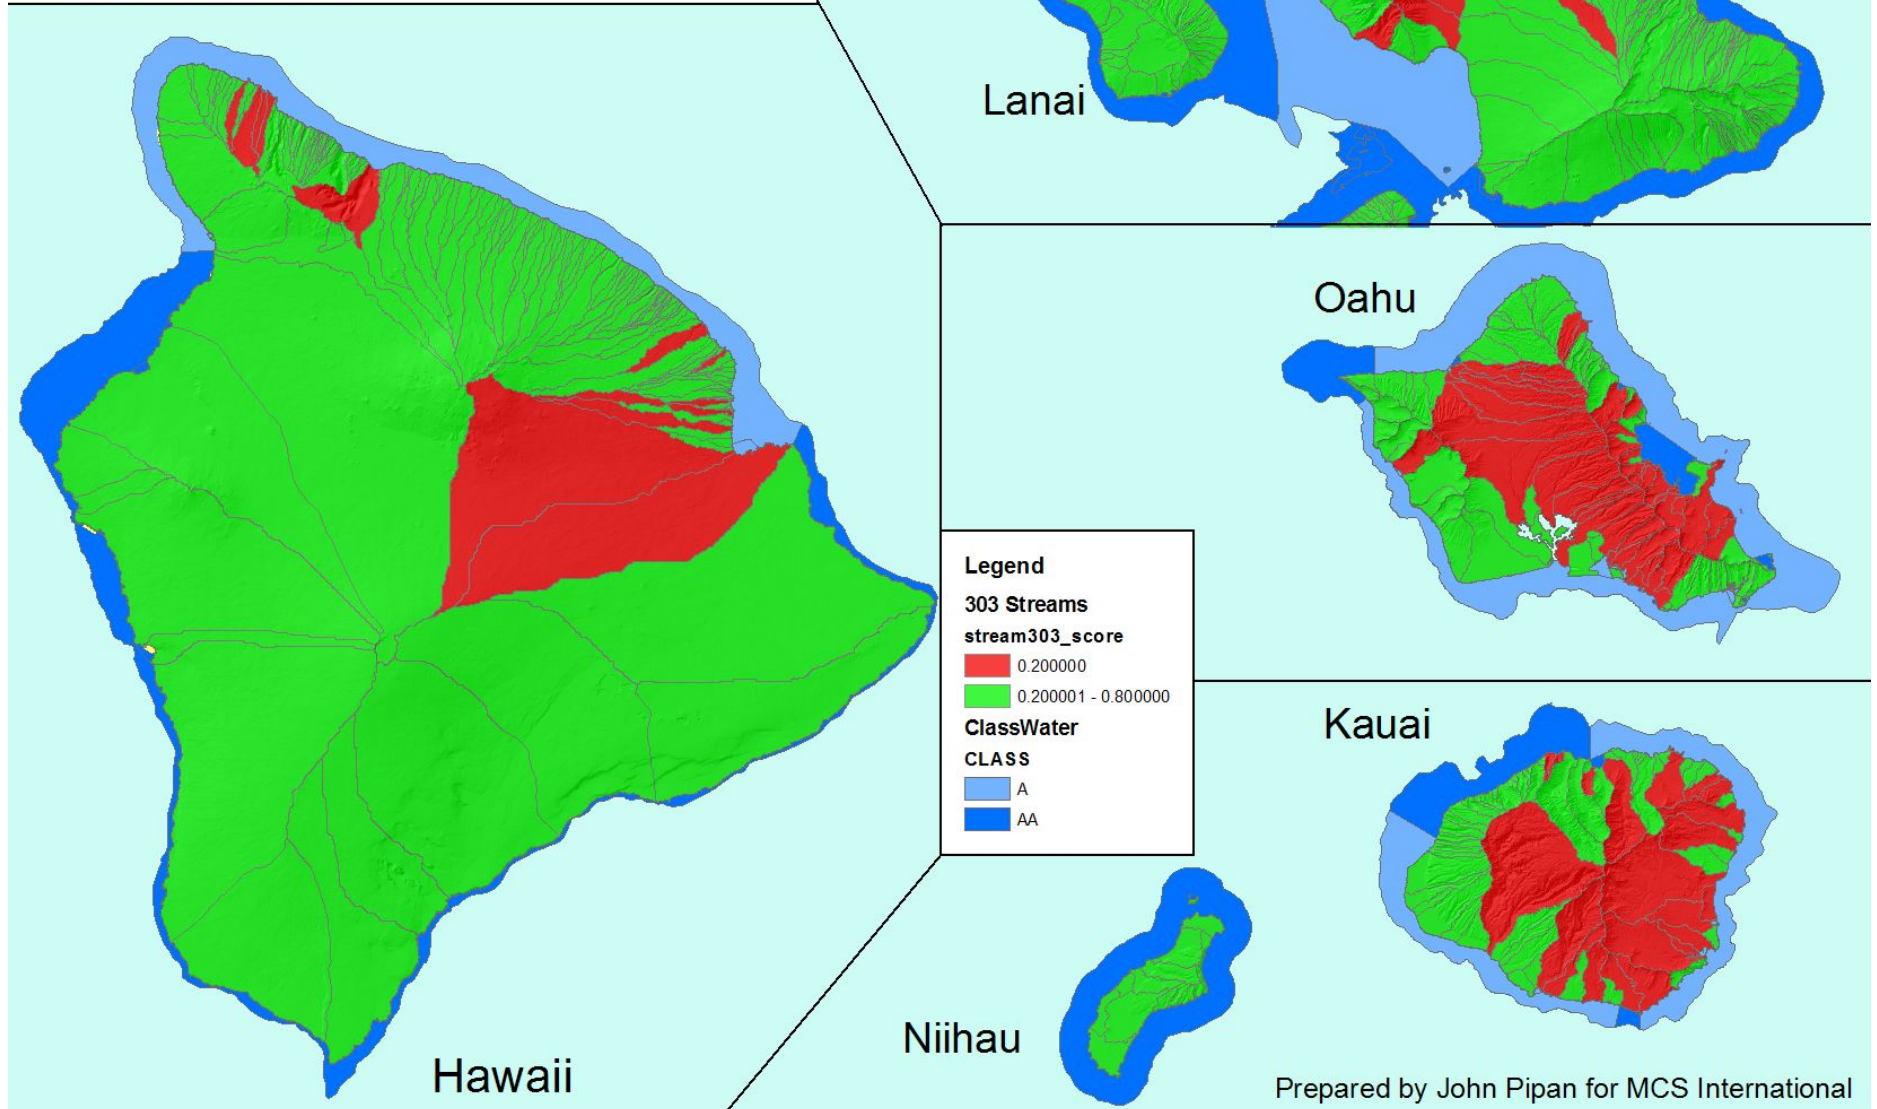 Lanai
Oahu
Legend
303 Streams
stream303_score
0.200000
0.200001 - 0.800000
ClassWater
CLASS
A
AA
Kauai
Niihau
Hawaii
Prepared by John Pipan for MCS International